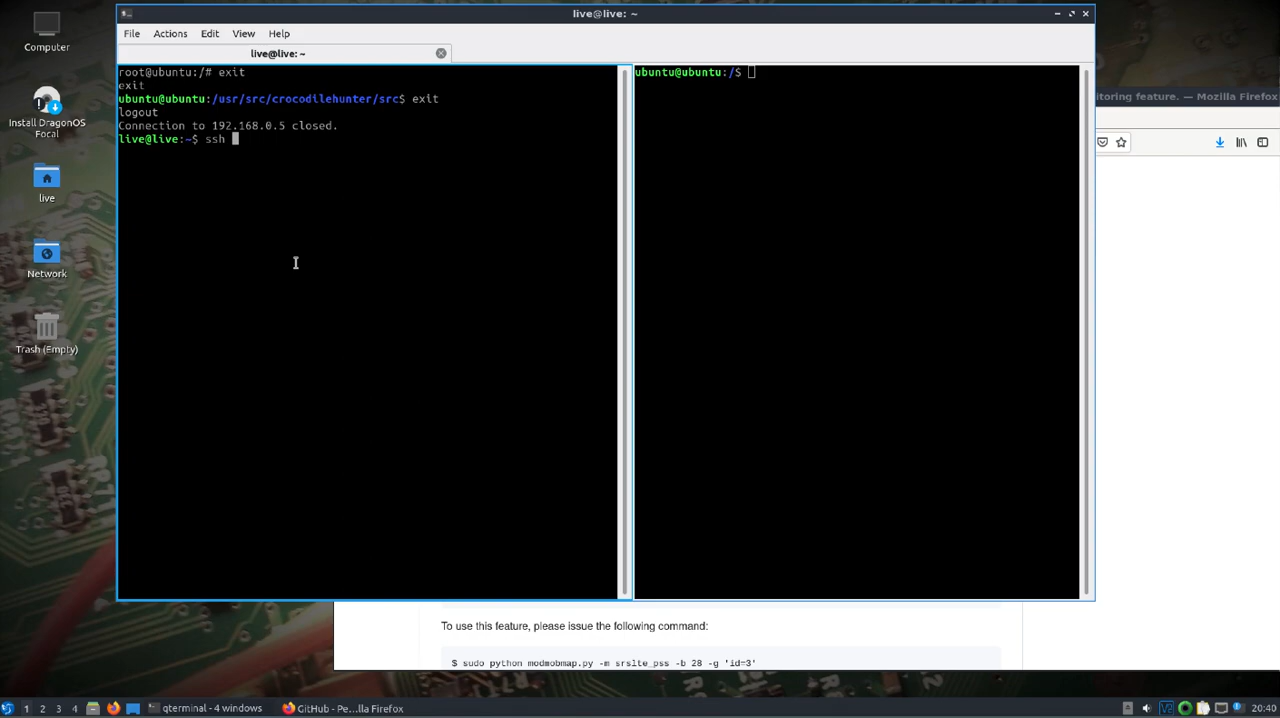 live@live: ~
File Actions Edit View Help
live@live: ~
root@ubuntu:/# exit
exit
ubuntu@ubuntu:/usr/src/crocodilehunter/src$ exit
logout
Connection to 192.168.0.5 closed.
live@live:~$ ssh
ubuntu@ubuntu:/$
Computer
Install DragonOS
Focal
live
Network
Trash (Empty)
itoring feature. — Mozilla Firefox
To use this feature, please issue the following command:
$ sudo python modmobmap.py -m srslte_pss -b 28 -g 'id=3'
1 2 3 4
qterminal - 4 windows
GitHub - Pe…lla Firefox
20:40